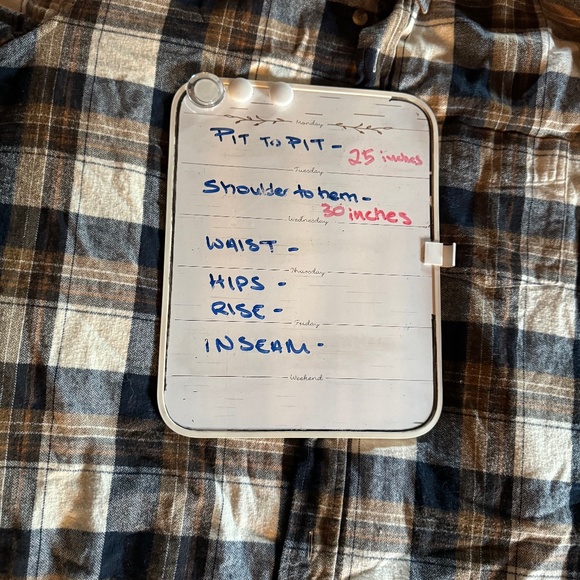 Monday
PIT TO PIT - 25 inches
Tuesday
Shoulder to hem -
30 inches
Wednesday
WAIST -
Thursday
HIPS -
RISE -
Friday
INSEAM -
Weekend